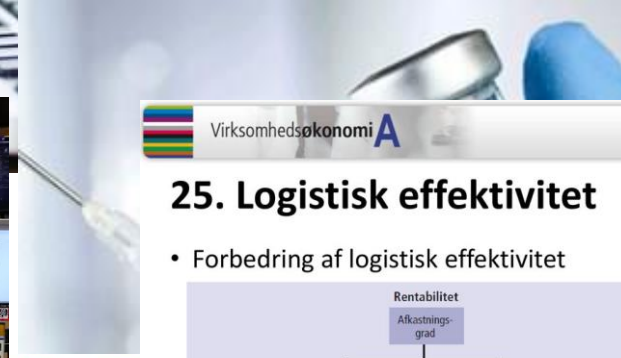 Virksomhedsøkonomi A
25. Logistisk effektivitet
• Forbedring af logistisk effektivitet
Rentabilitet
Afkastnings-
grad